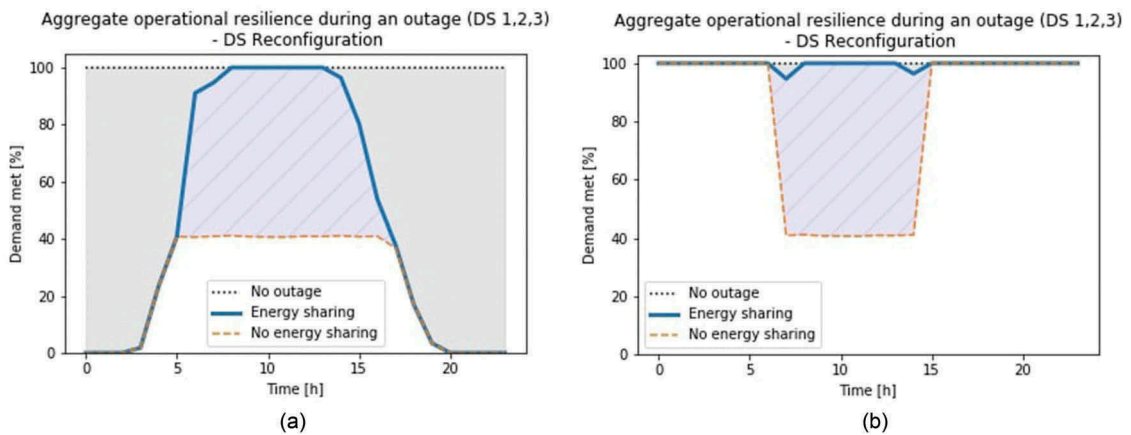 Aggregate operational resilience during an outage (DS 1,2,3)
- DS Reconfiguration
100
80
60
40
20
0
Demand met [%]
No outage
Energy sharing
No energy sharing
0
5
10
15
20
Time [h]
(a)
Aggregate operational resilience during an outage (DS 1,2,3)
- DS Reconfiguration
100
80
60
40
20
0
Demand met [%]
No outage
Energy sharing
No energy sharing
0
5
10
15
20
Time [h]
(b)